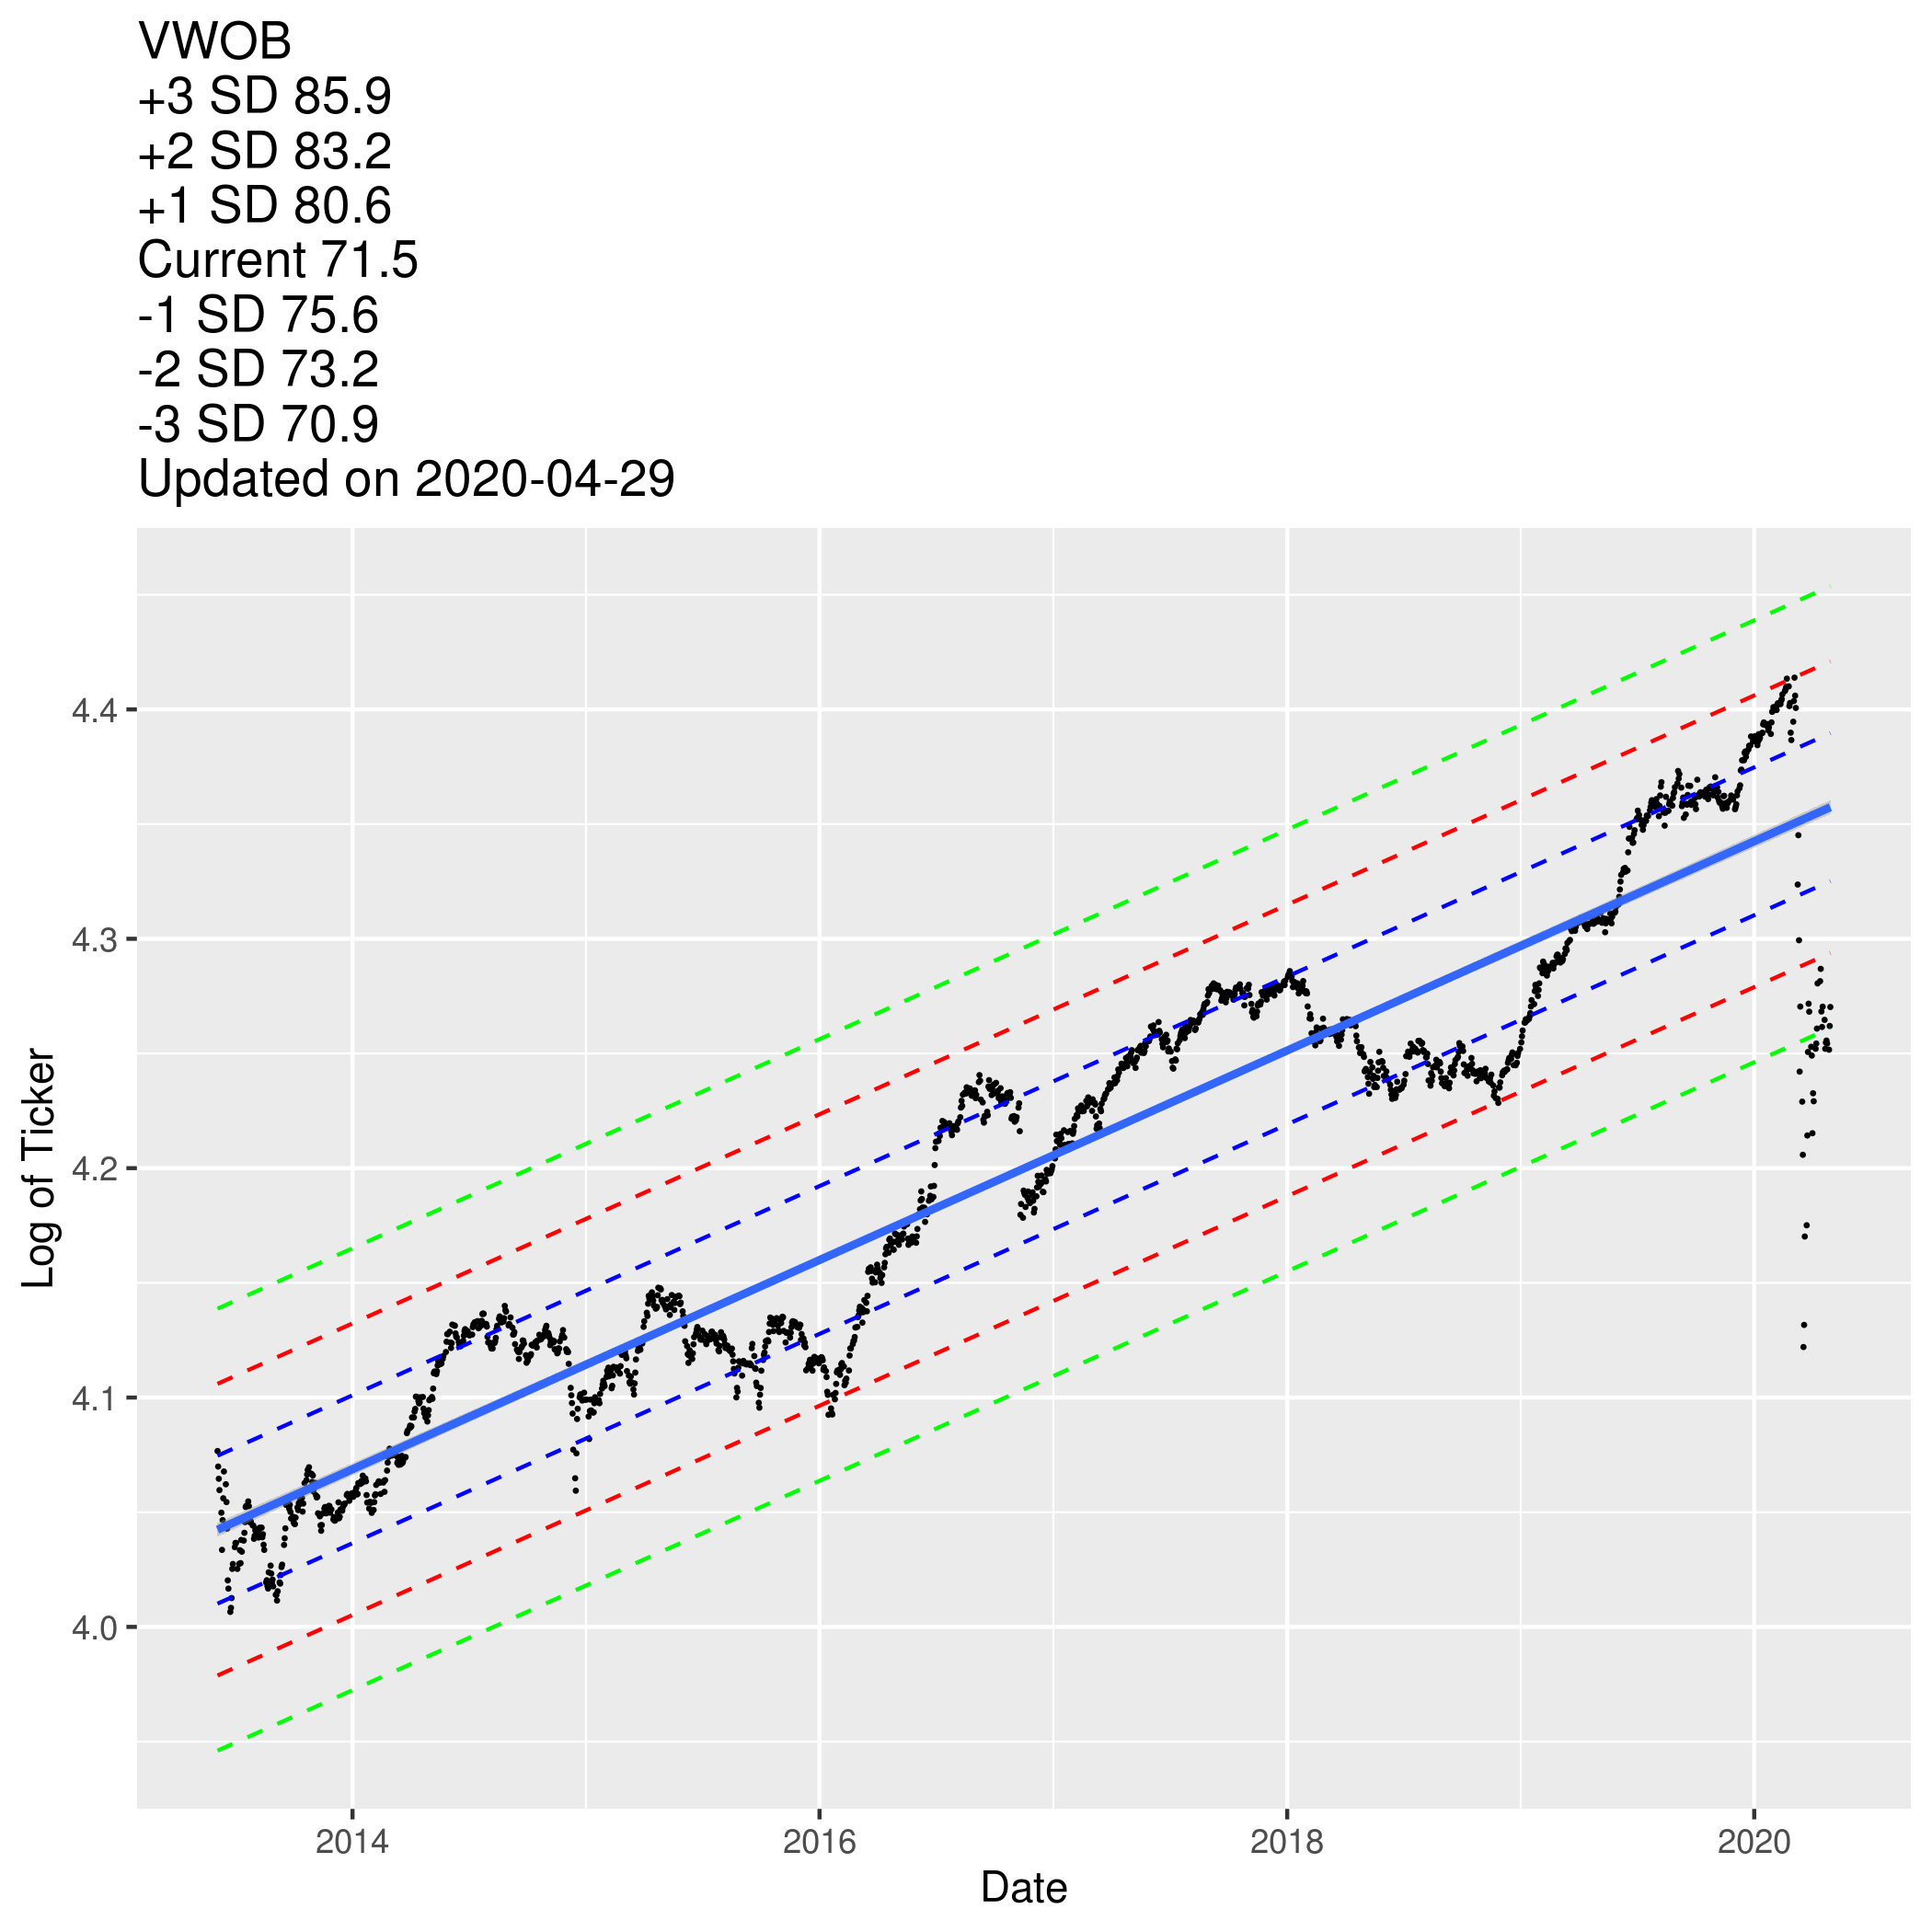 VWOB
+3 SD 85.9
+2 SD 83.2
+1 SD 80.6
Current 71.5
-1 SD 75.6
-2 SD 73.2
-3 SD 70.9
Updated on 2020-04-29
Log of Ticker
4.4
4.3
4.2
4.1
4.0
2014 2016 2018 2020
Date